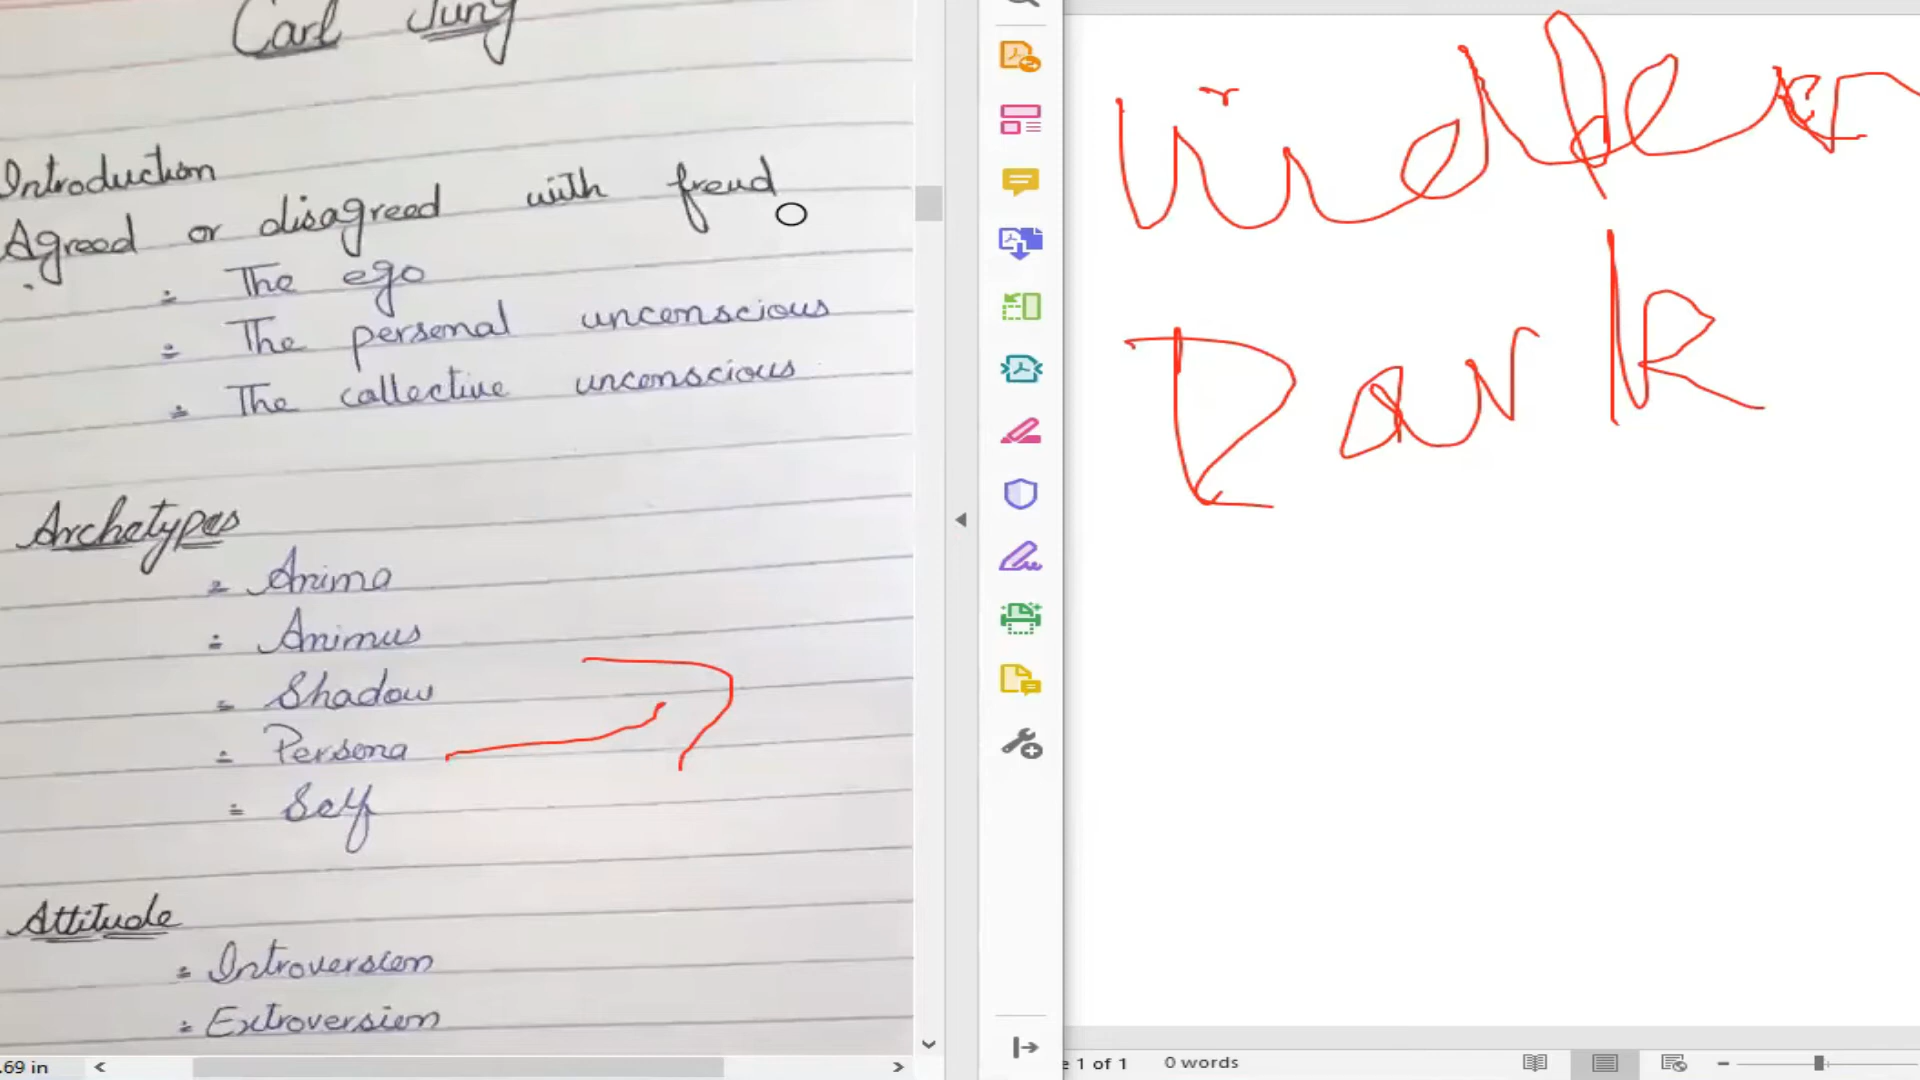 Carl Jung
Introduction
Agreed or disagreed with freud
The ego
The personal unconscious
The collective unconscious
Archetypes
Anima
Animus
Shadow
Persona
Self
Attitude
Introversion
Extroversion
.69 in
Dark
1 of 1
0 words